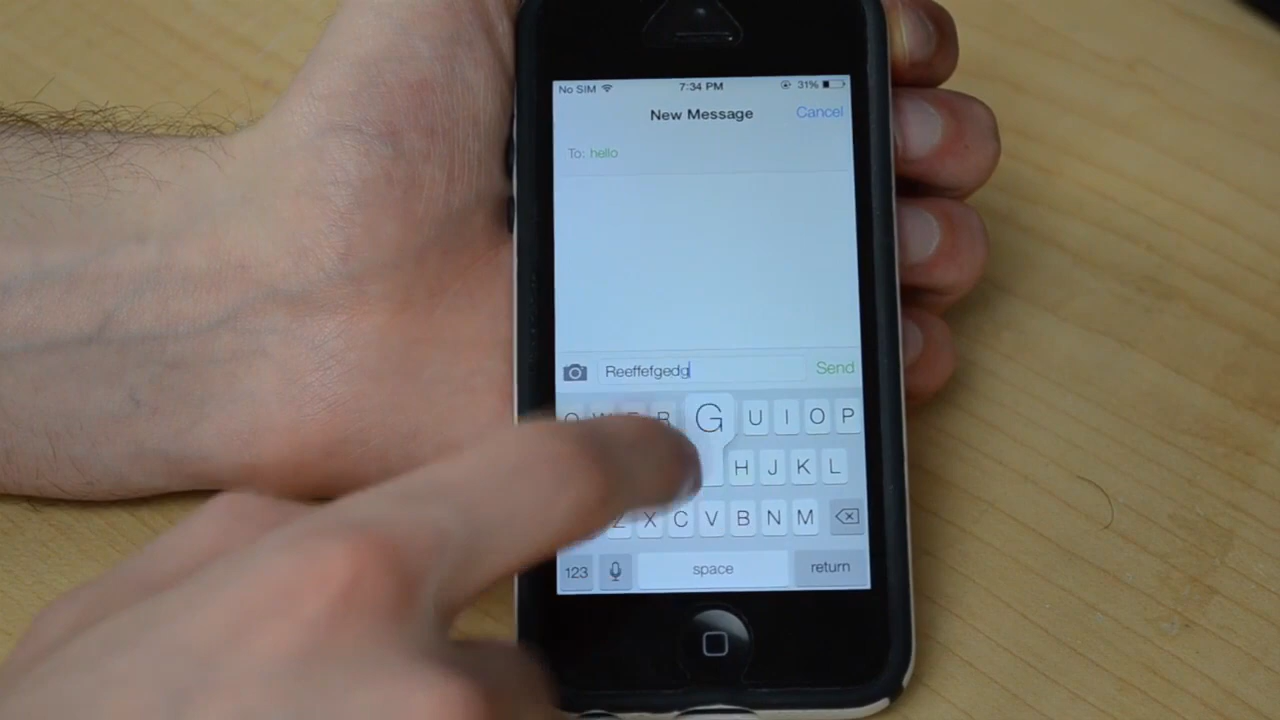 No SIM 7:34 PM 31%
New Message Cancel
To: hello
Reeffefgedg Send
R G U I O P
H J K L
Z X C V B N M
123 space return